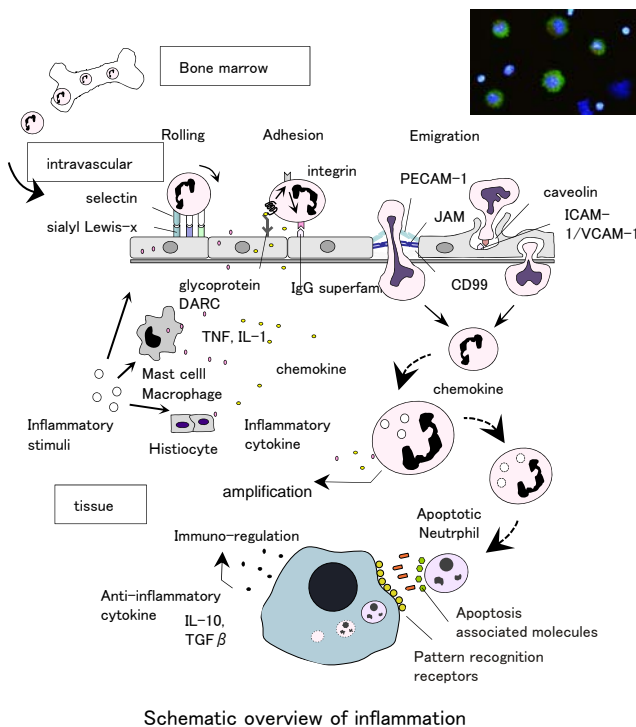 Bone marrow
Rolling
Adhesion
Emigration
intravascular
integrin
PECAM-1
caveolin
selectin
JAM
ICAM-
1/VCAM-1
sialyl Lewis-x
glycoprotein
DARC
IgG superfam
CD99
TNF, IL-1
Mast celll
Macrophage
chemokine
chemokine
Inflammatory
stimuli
Histiocyte
Inflammatory
cytokine
amplification
tissue
Apoptotic
Neutrphil
Immuno-regulation
Anti-inflammatory
cytokine
IL-10,
TGFβ
Apoptosis
associated molecules
Pattern recognition
receptors
Schematic overview of inflammation